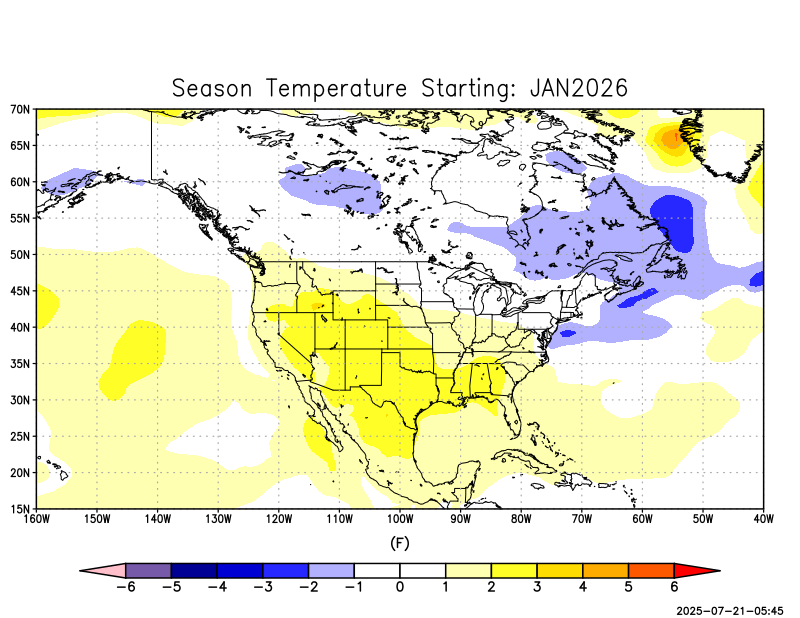 Season Temperature Starting: JAN2026
70N
65N
60N
55N
50N
45N
40N
35N
30N
25N
20N
15N
160W 150W 140W 130W 120W 110W 100W 90W 80W 70W 60W 50W 40W
(F)
−6 −5 −4 −3 −2 −1 0 1 2 3 4 5 6
2025-07-21-05:45